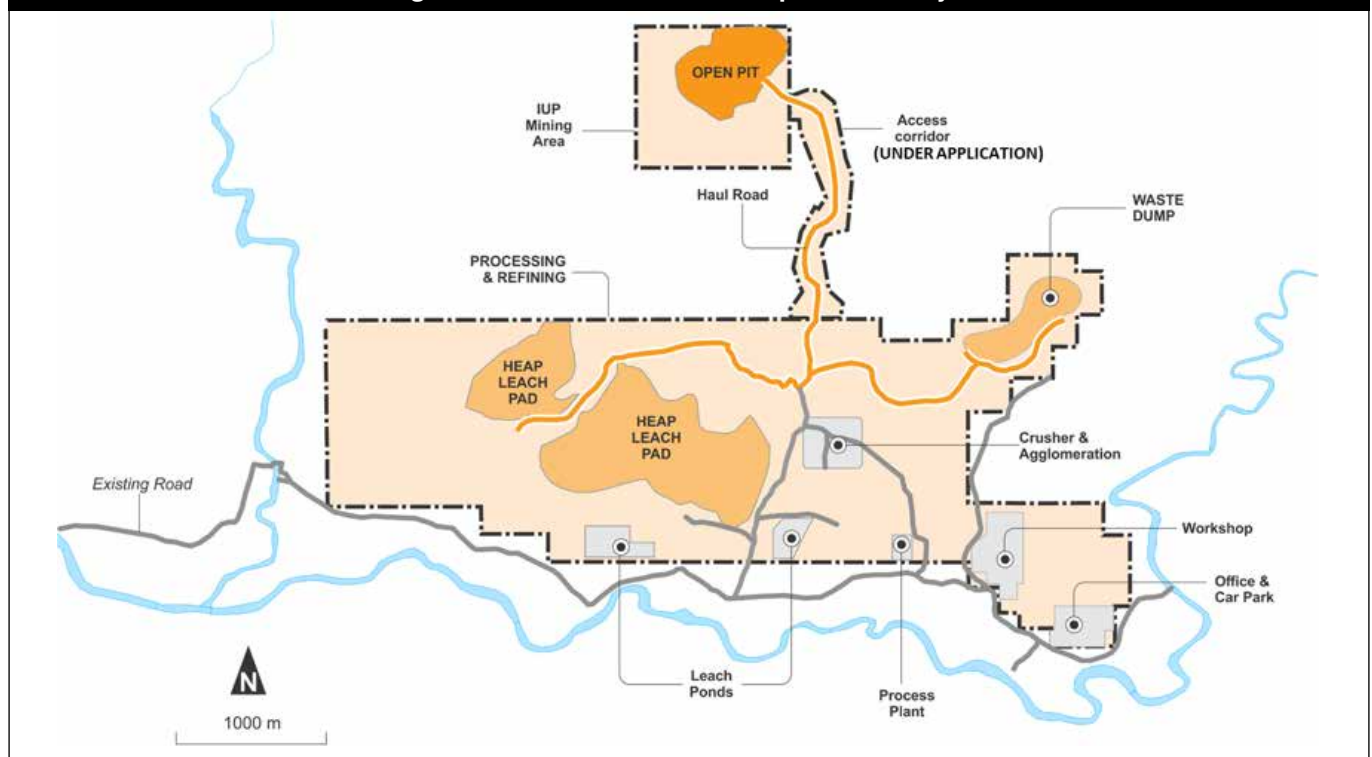 OPEN PIT
IUP
Mining
Area
Access
corridor
(UNDER APPLICATION)
Haul Road
WASTE
DUMP
PROCESSING
& REFINING
HEAP
LEACH
PAD
HEAP
LEACH
PAD
Crusher &
Agglomeration
Existing Road
Workshop
Office &
Car Park
Leach
Ponds
Process
Plant
N
1000 m